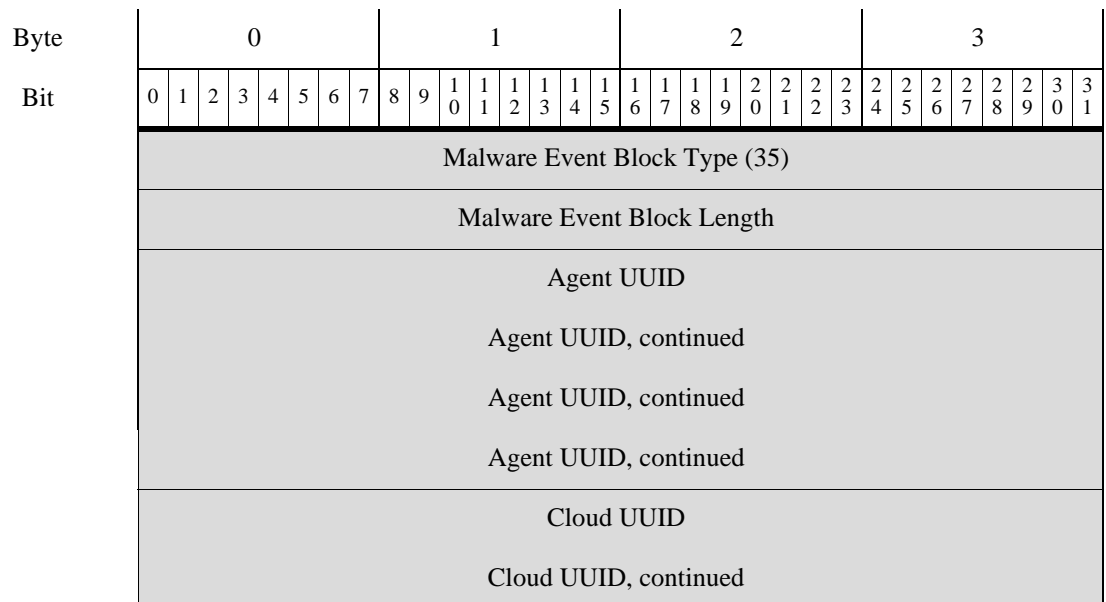 Byte 0 1 2 3
Bit 0 1 2 3 4 5 6 7 8 9 10 11 12 13 14 15 16 17 18 19 20 21 22 23 24 25 26 27 28 29 30 31
Malware Event Block Type (35)
Malware Event Block Length
Agent UUID
Agent UUID, continued
Agent UUID, continued
Agent UUID, continued
Cloud UUID
Cloud UUID, continued